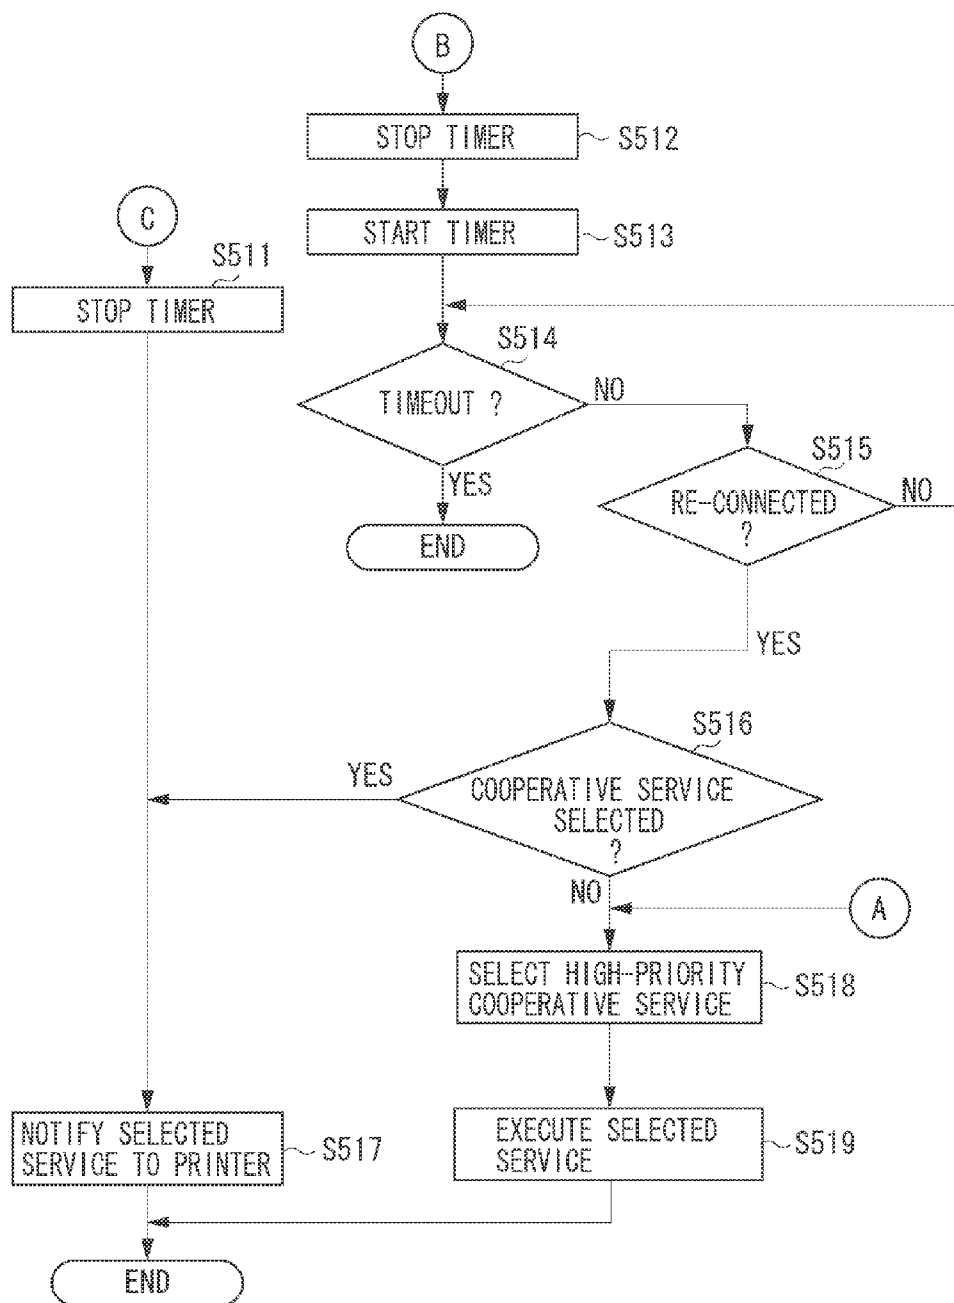 B
STOP TIMER
S512
C
START TIMER
S513
S511
STOP TIMER
S514
TIMEOUT ?
NO
YES
END
S515
RE-CONNECTED
?
NO
YES
S516
YES
COOPERATIVE SERVICE
SELECTED
?
NO
A
SELECT HIGH-PRIORITY
COOPERATIVE SERVICE
S518
NOTIFY SELECTED
SERVICE TO PRINTER
S517
EXECUTE SELECTED
SERVICE
S519
END